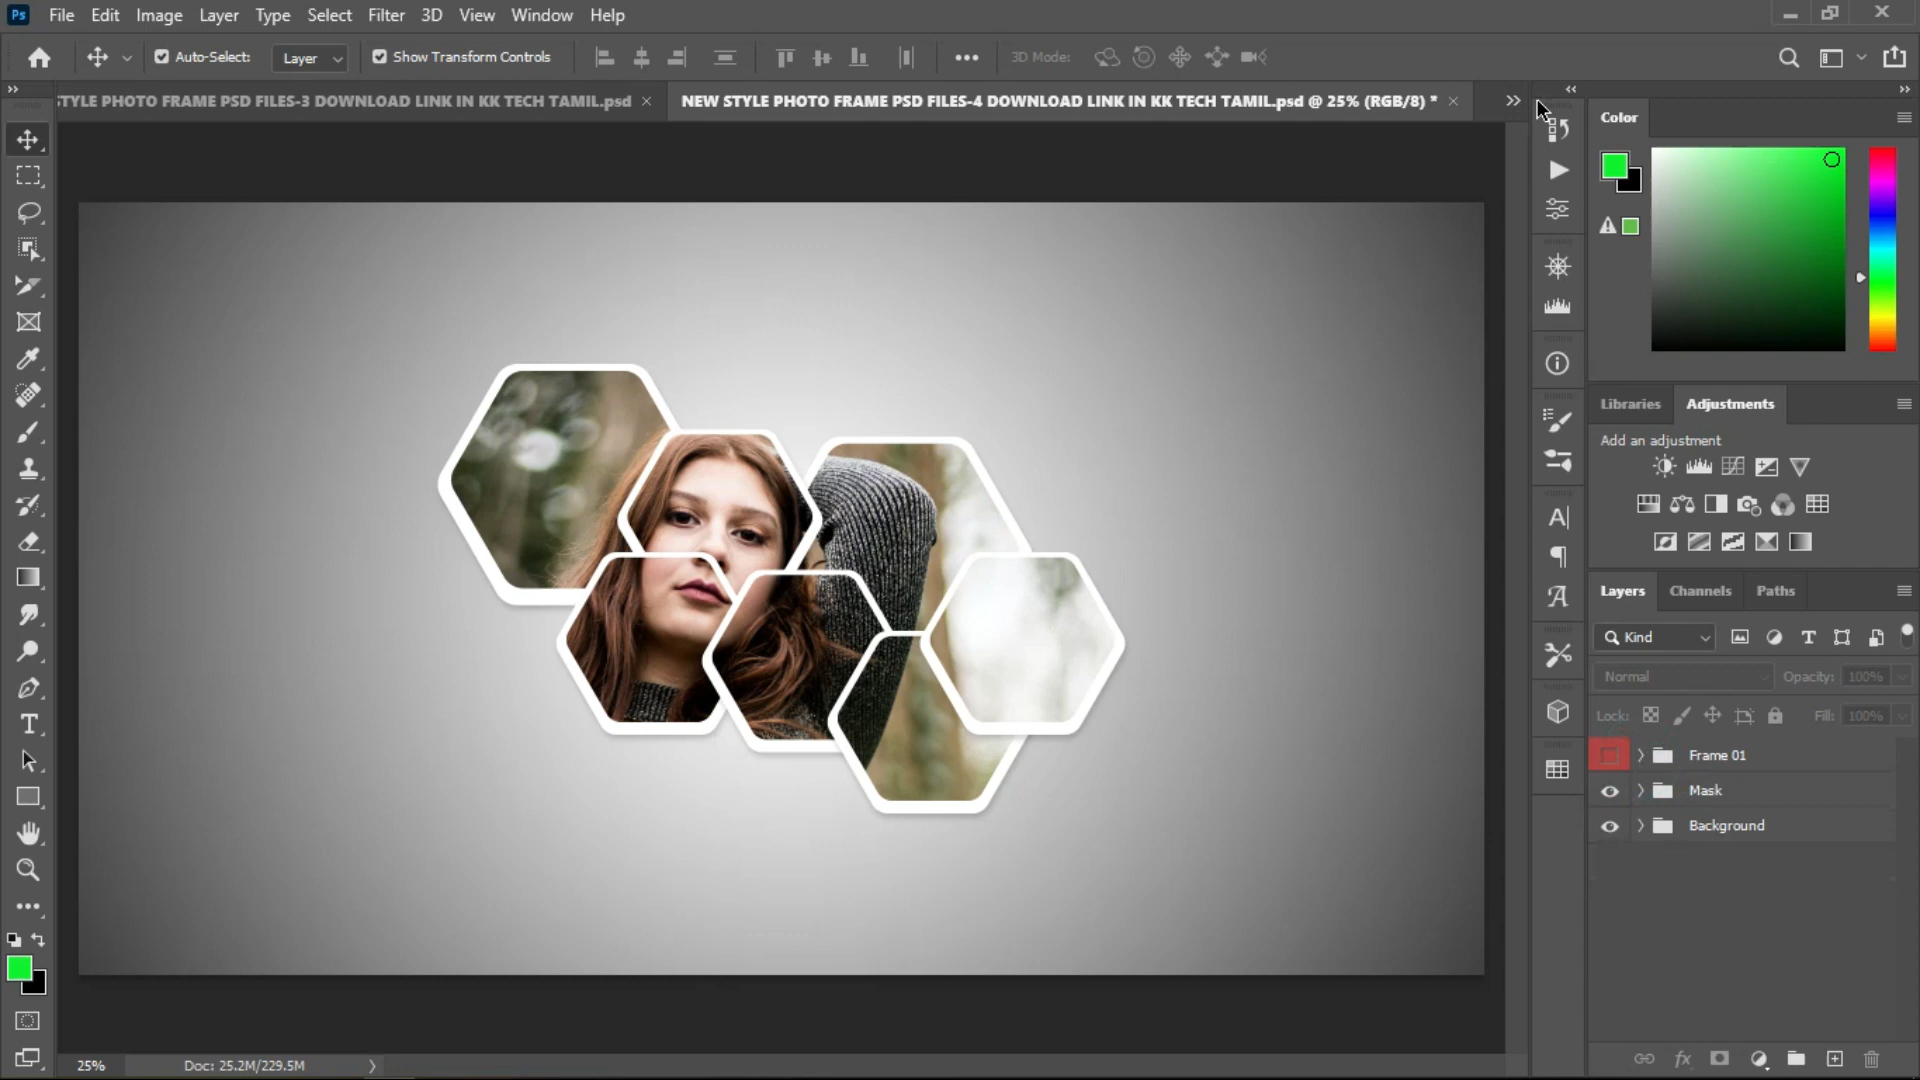 Ps File Edit Image Layer Type Select Filter 3D View Window Help
Auto-Select: Layer Show Transform Controls 3D Mode:
STYLE PHOTO FRAME PSD FILES-3 DOWNLOAD LINK IN KK TECH TAMIL.psd
NEW STYLE PHOTO FRAME PSD FILES-4 DOWNLOAD LINK IN KK TECH TAMIL.psd @ 25% (RGB/8) *
Color
Libraries Adjustments
Add an adjustment
Layers Channels Paths
Kind
Normal Opacity: 100%
Lock: Fill: 100%
Frame 01
Mask
Background
25% Doc: 25.2M/229.5M